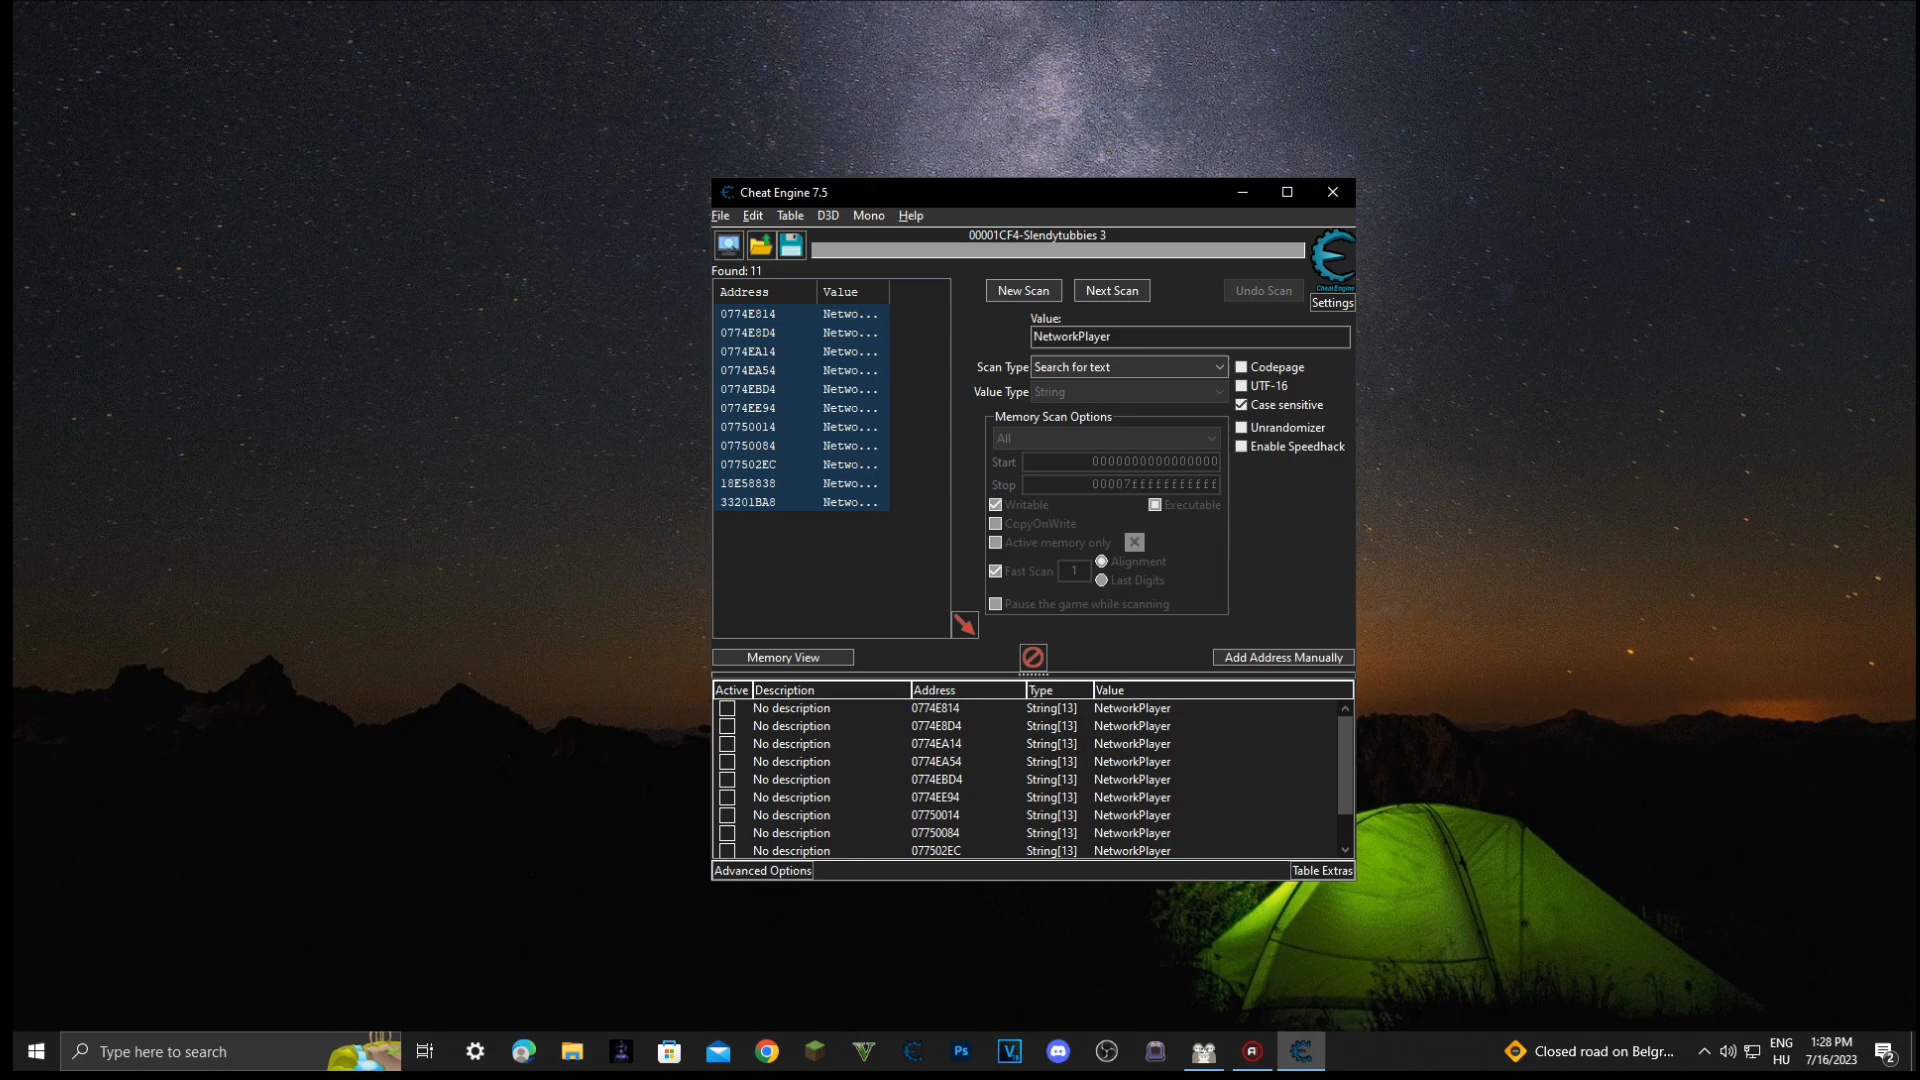 Cheat Engine 7.5
File Edit Table D3D Mono Help
00001CF4-Slendytubbies 3
Found: 11
Cheat Engine
Settings
Address Value
0774E814 Netwo...
0774E8D4 Netwo...
0774EA14 Netwo...
0774EA54 Netwo...
0774EBD4 Netwo...
0774EE94 Netwo...
07750014 Netwo...
07750084 Netwo...
077502EC Netwo...
18E58838 Netwo...
33201BA8 Netwo...
New Scan Next Scan Undo Scan
Value:
NetworkPlayer
Scan Type Search for text
Value Type String
Codepage
UTF-16
Case sensitive
Unrandomizer
Enable Speedhack
Memory Scan Options
All
Start 0000000000000000
Stop 00007fffffffffff
Writable Executable
CopyOnWrite
Active memory only
Fast Scan 1 Alignment
Last Digits
Pause the game while scanning
Memory View Add Address Manually
Active Description Address Type Value
No description 0774E814 String[13] NetworkPlayer
No description 0774E8D4 String[13] NetworkPlayer
No description 0774EA14 String[13] NetworkPlayer
No description 0774EA54 String[13] NetworkPlayer
No description 0774EBD4 String[13] NetworkPlayer
No description 0774EE94 String[13] NetworkPlayer
No description 07750014 String[13] NetworkPlayer
No description 07750084 String[13] NetworkPlayer
No description 077502EC String[13] NetworkPlayer
Advanced Options Table Extras
Type here to search
Ps
Closed road on Belgr...
ENG
HU
1:28 PM
7/16/2023
2